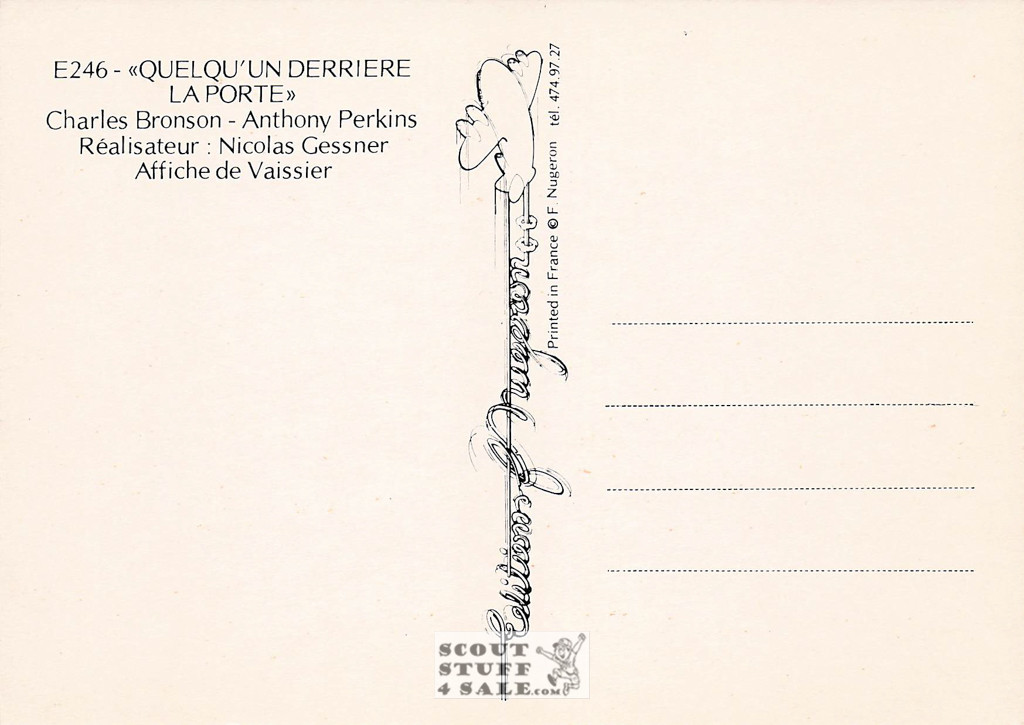 E246 - «QUELQU'UN DERRIERE
LA PORTE»
Charles Bronson - Anthony Perkins
Réalisateur : Nicolas Gessner
Affiche de Vaissier
Editions F. Nugeron
Printed in France © F. Nugeron tél. 474.97.27
SCOUT
STUFF
4 SALE.COM